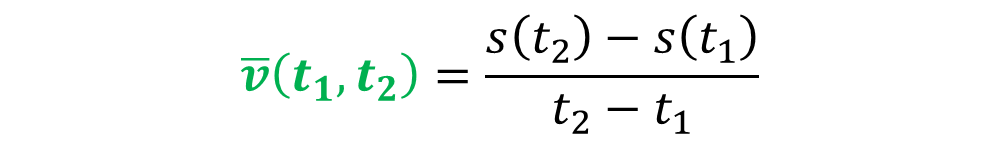 v̅(t₁, t₂) = (s(t₂) − s(t₁)) / (t₂ − t₁)